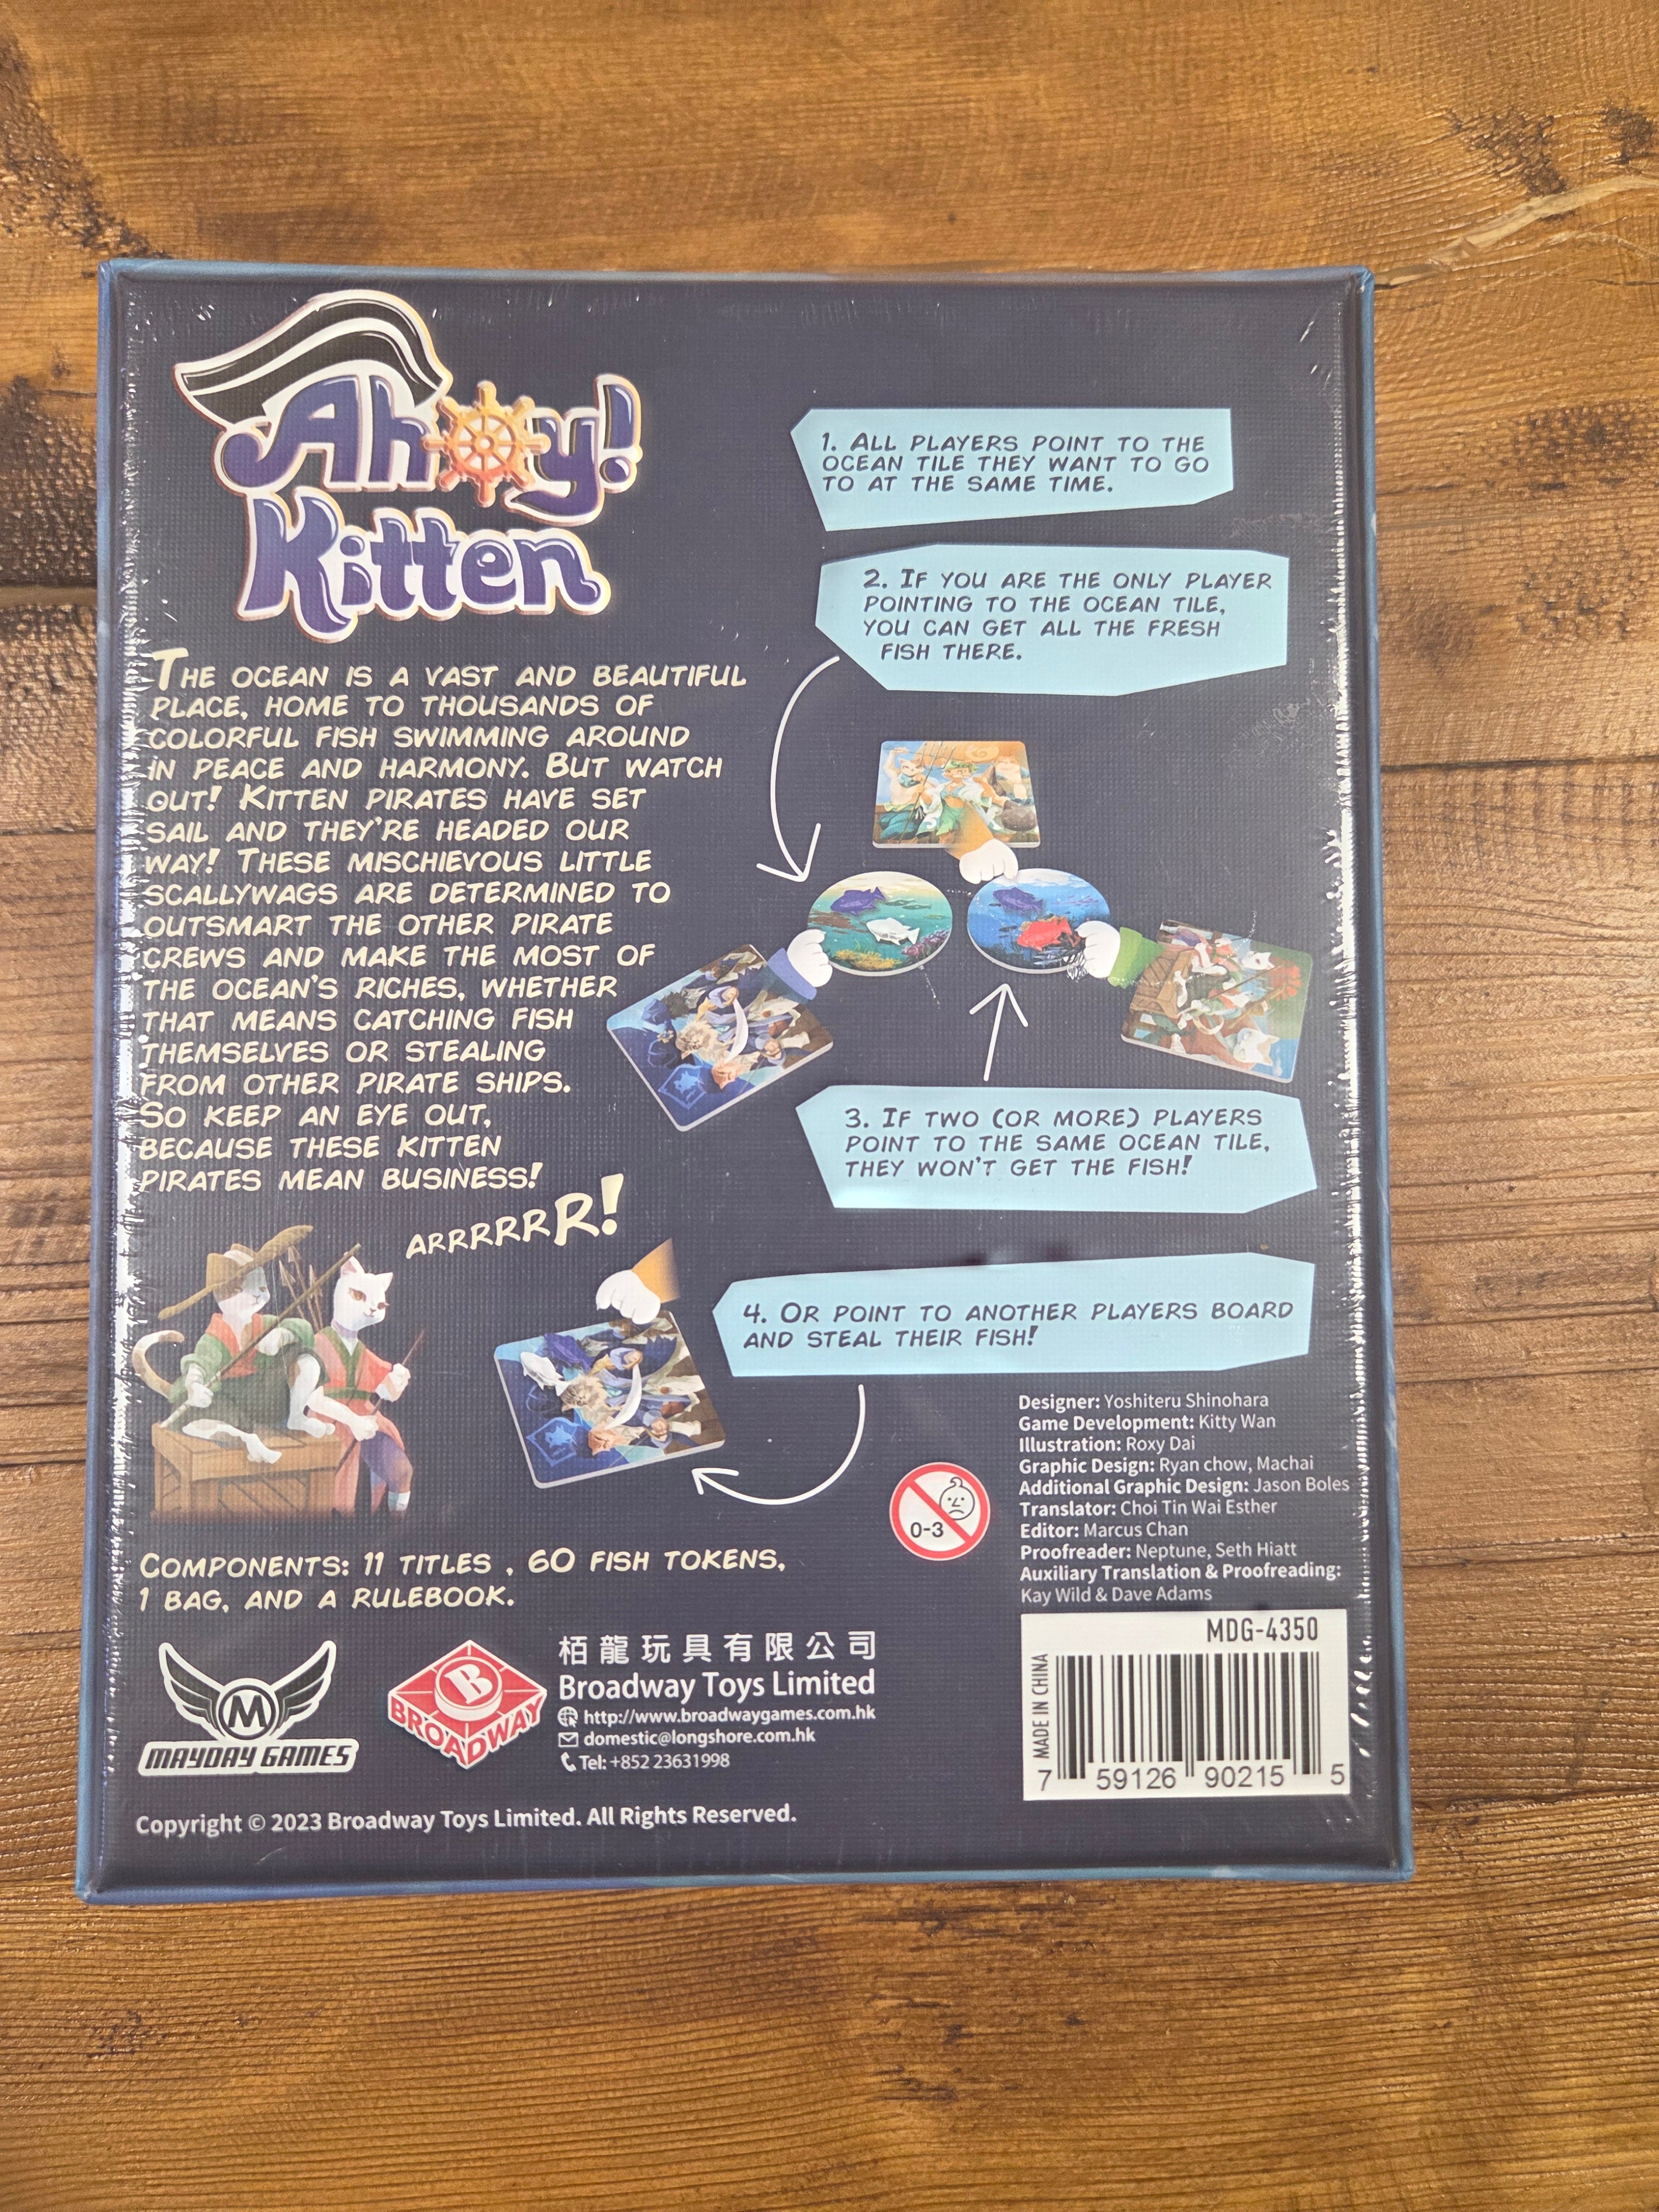 Ahoy!
Kitten
The ocean is a vast and beautiful
place, home to thousands of
colorful fish swimming around
in peace and harmony. But watch
out! Kitten pirates have set
sail and they're headed our
way! These mischievous little
scallywags are determined to
outsmart the other pirate
crews and make the most of
the ocean's riches, whether
that means catching fish
themselves or stealing
from other pirate ships.
So keep an eye out,
because these kitten
pirates mean business!
ARRRRRR!
1. All players point to the
ocean tile they want to go
to at the same time.
2. If you are the only player
pointing to the ocean tile,
you can get all the fresh
fish there.
3. If two (or more) players
point to the same ocean tile,
they won't get the fish!
4. Or point to another players board
and steal their fish!
Components: 11 titles , 60 fish tokens,
1 bag, and a rulebook.
0-3
Designer: Yoshiteru Shinohara
Game Development: Kitty Wan
Illustration: Roxy Dai
Graphic Design: Ryan chow, Machai
Additional Graphic Design: Jason Boles
Translator: Choi Tin Wai Esther
Editor: Marcus Chan
Proofreader: Neptune, Seth Hiatt
Auxiliary Translation & Proofreading:
Kay Wild & Dave Adams
M
MAYDAY GAMES
B
BROADWAY
栢龍玩具有限公司
Broadway Toys Limited
http://www.broadwaygames.com.hk
domestic@longshore.com.hk
Tel: +852 23631998
MDG-4350
MADE IN CHINA
7 59126 90215 5
Copyright © 2023 Broadway Toys Limited. All Rights Reserved.